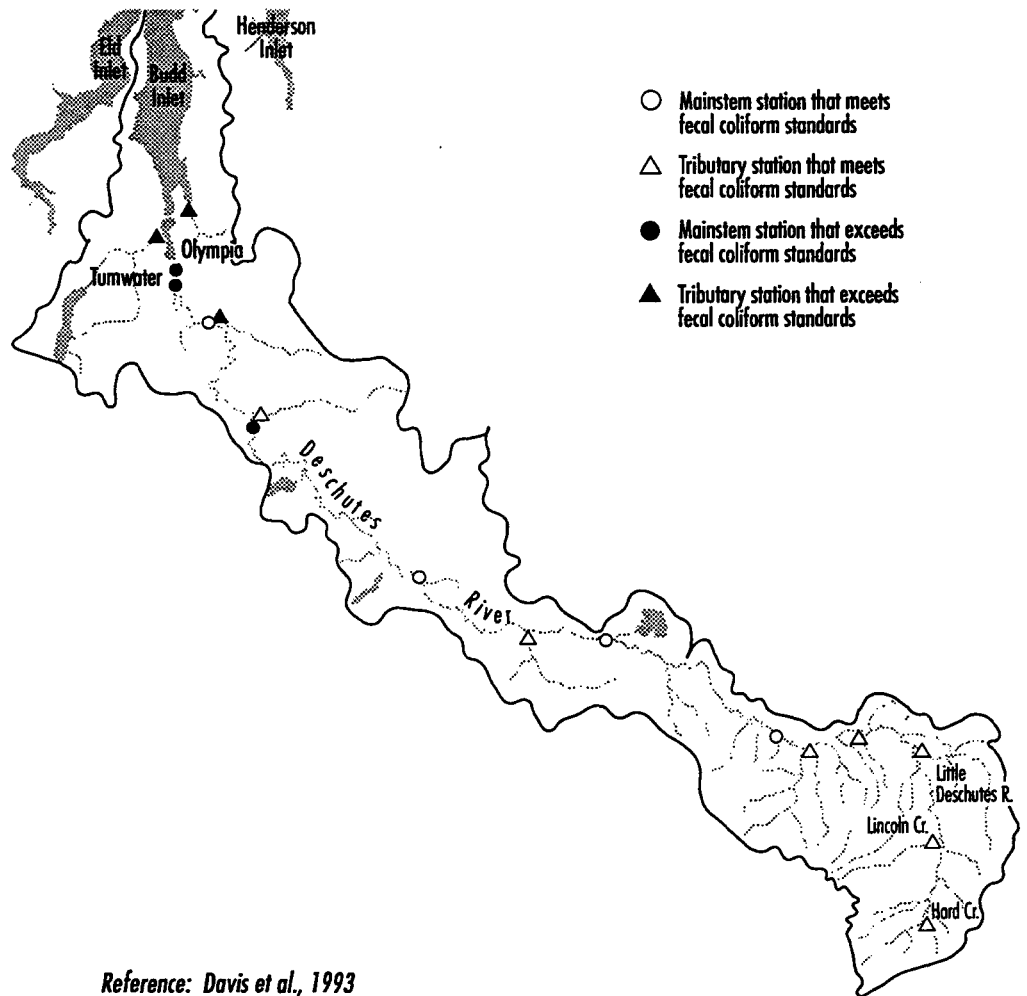 Eld
Inlet
Budd
Inlet
Henderson
Inlet
Mainstem station that meets
fecal coliform standards
Tributary station that meets
fecal coliform standards
Mainstem station that exceeds
fecal coliform standards
Tributary station that exceeds
fecal coliform standards
Olympia
Tumwater
Deschutes
River
Little
Deschutes R.
Lincoln Cr.
Hard Cr.
Reference: Davis et al., 1993